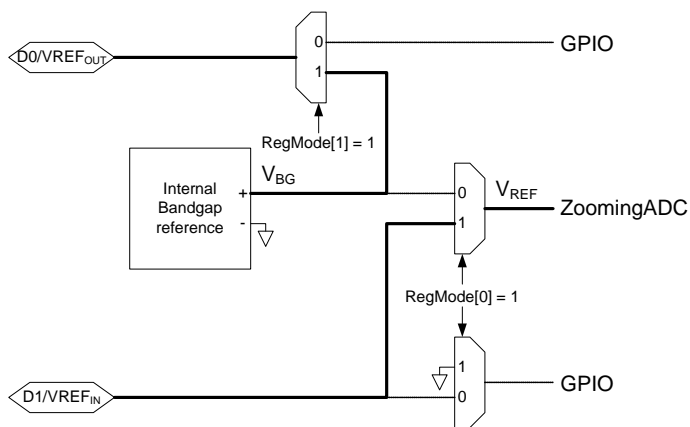 D0/VREFOUT
0
1
GPIO
RegMode[1] = 1
Internal
Bandgap
reference
+
-
VBG
0
1
VREF
ZoomingADC
RegMode[0] = 1
D1/VREFIN
1
0
GPIO